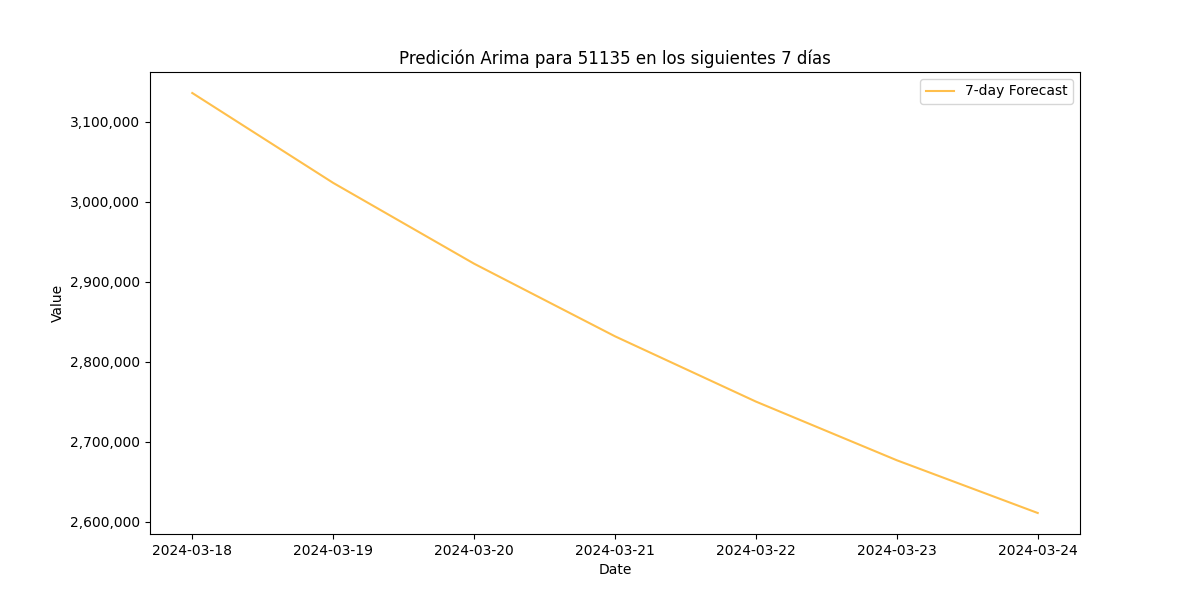 Predición Arima para 51135 en los siguientes 7 días
7-day Forecast
3,100,000
3,000,000
2,900,000
2,800,000
2,700,000
2,600,000
Value
2024-03-18 2024-03-19 2024-03-20 2024-03-21 2024-03-22 2024-03-23 2024-03-24
Date